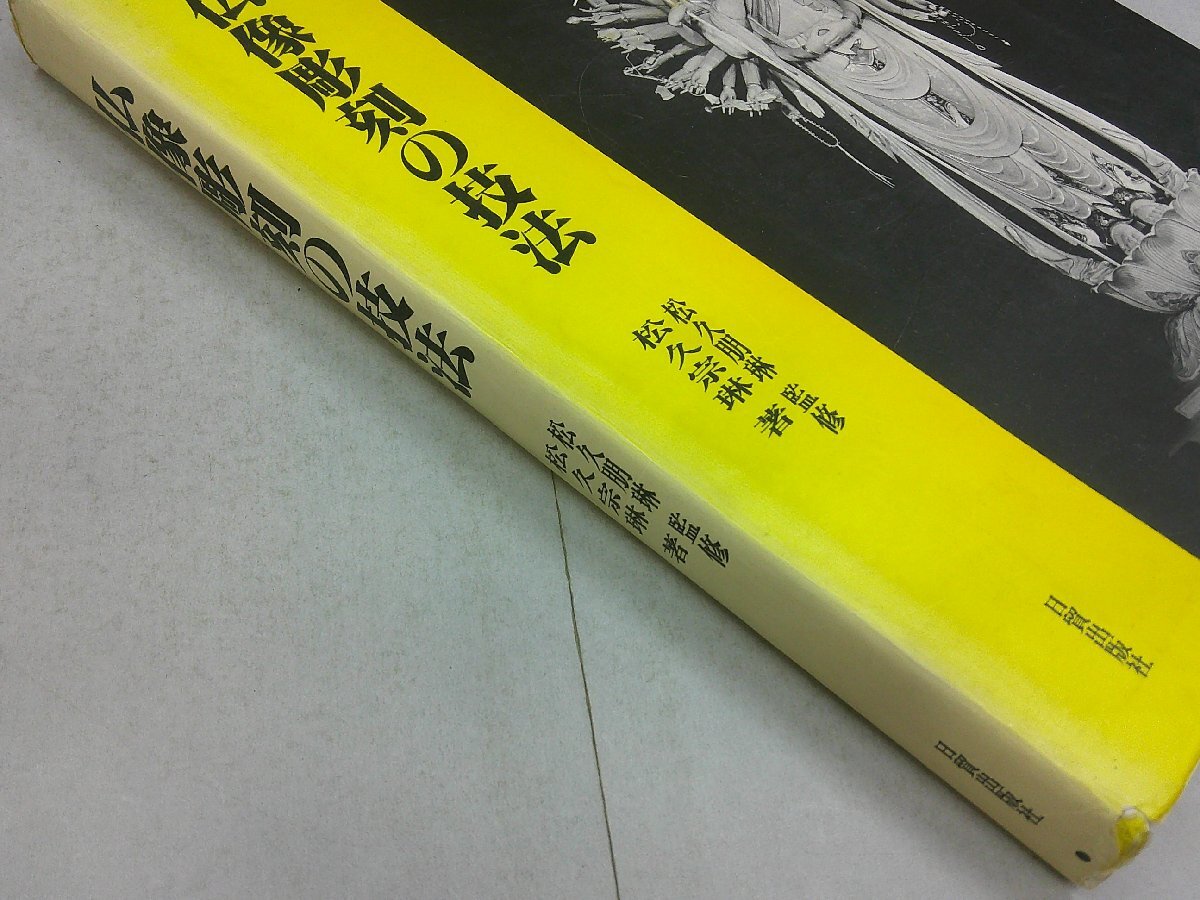 仏像彫刻の技法
松久朋琳 監修
松久宗琳 著
日貿出版社
仏像彫刻の技法
松久朋琳 監修
松久宗琳 著
日貿出版社